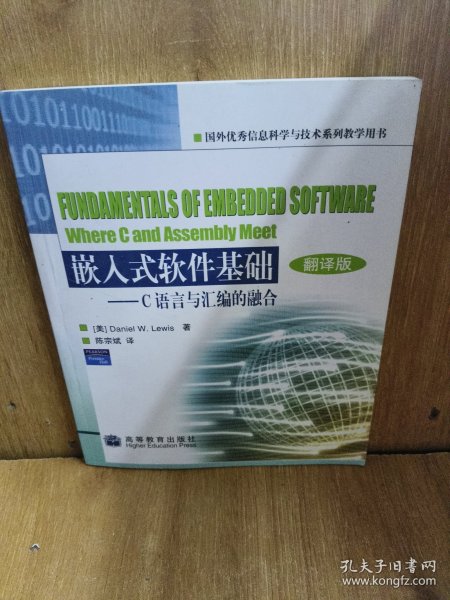 0101100111
1010101010
国外优秀信息科学与技术系列教学用书
FUNDAMENTALS OF EMBEDDED SOFTWARE
Where C and Assembly Meet
嵌入式软件基础
翻译版
——C语言与汇编的融合
[美] Daniel W. Lewis 著
陈宗斌 译
PEARSON
高等教育出版社
Higher Education Press
孔夫子旧书网
www.kongfz.com